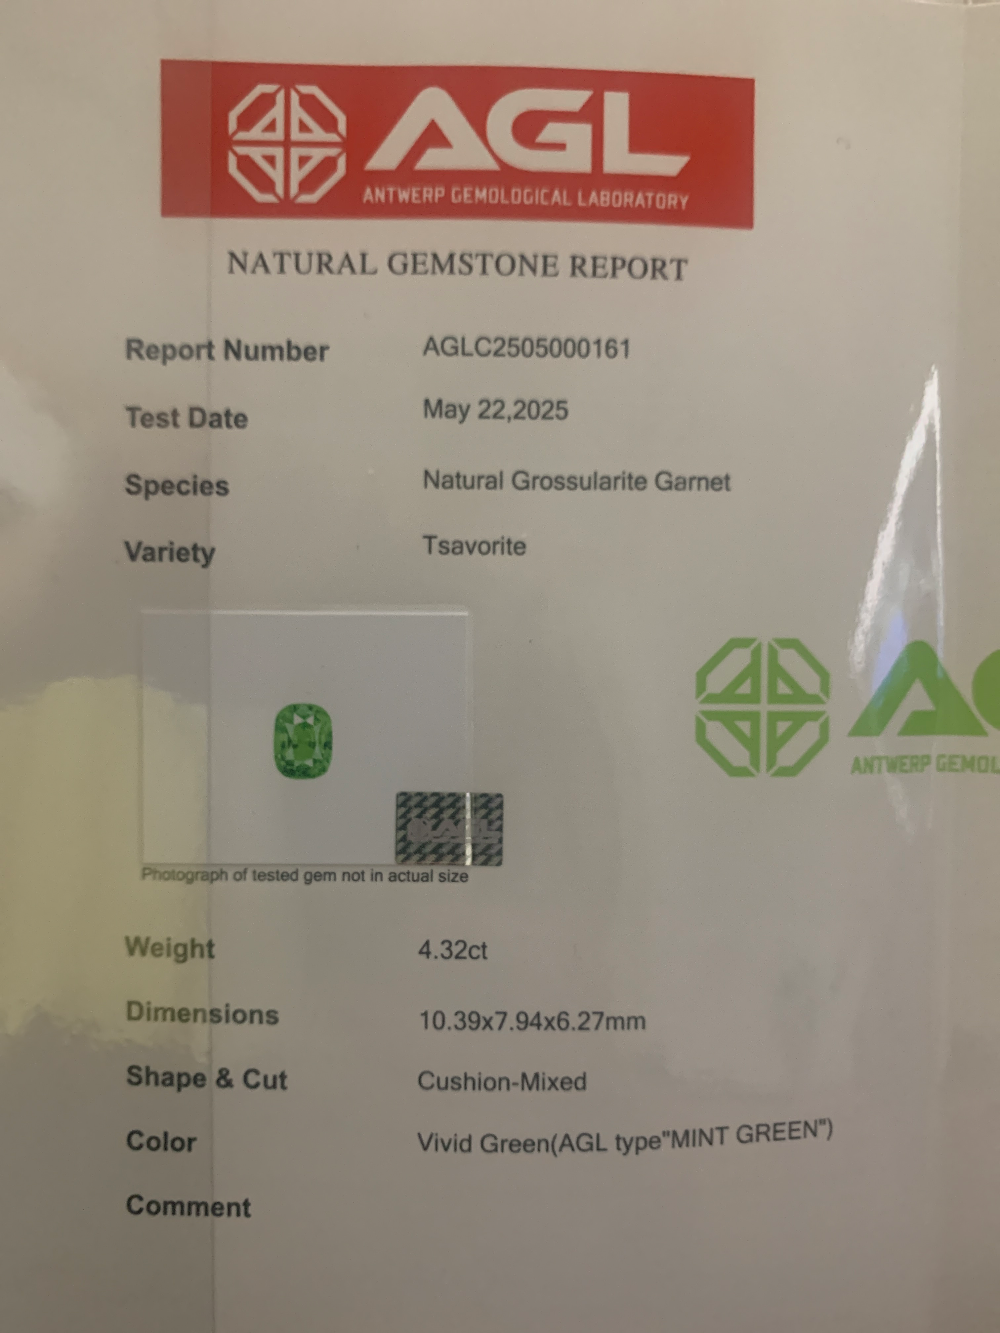 AGL
ANTWERP GEMOLOGICAL LABORATORY
NATURAL GEMSTONE REPORT
Report Number AGLC2505000161
Test Date May 22,2025
Species Natural Grossularite Garnet
Variety Tsavorite
ANTWERP GEMOL
AGL
Photograph of tested gem not in actual size
Weight 4.32ct
Dimensions 10.39x7.94x6.27mm
Shape & Cut Cushion-Mixed
Color Vivid Green(AGL type"MINT GREEN")
Comment